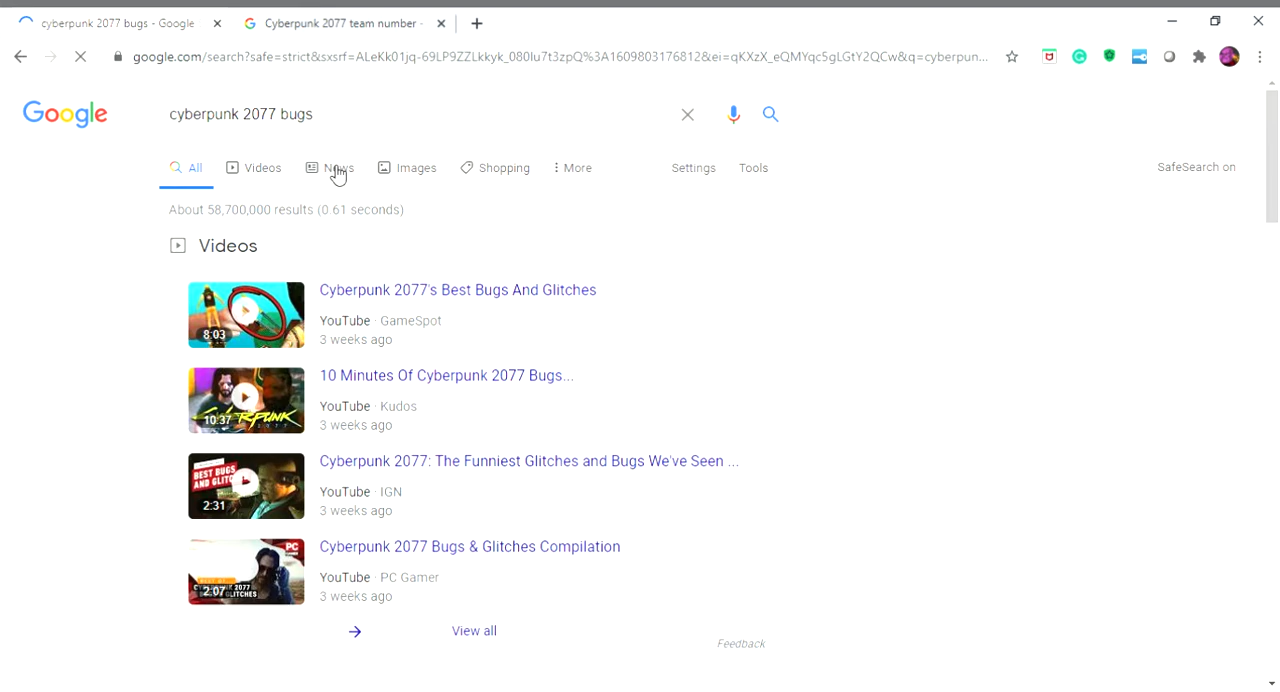 cyberpunk 2077 bugs - Google
Cyberpunk 2077 team number -
google.com/search?safe=strict&sxsrf=ALeKk01jq-69LP9ZZLkkyk_080Iu7t3zpQ%3A1609803176812&ei=qKXzX_eQMYqc5gLGtY2QCw&q=cyberpun...
Google
cyberpunk 2077 bugs
All
Videos
News
Images
Shopping
More
Settings
Tools
SafeSearch on
About 58,700,000 results (0.61 seconds)
Videos
Cyberpunk 2077's Best Bugs And Glitches
YouTube · GameSpot
8:03
3 weeks ago
10 Minutes Of Cyberpunk 2077 Bugs...
YouTube · Kudos
10:37
3 weeks ago
Cyberpunk 2077: The Funniest Glitches and Bugs We've Seen ...
BEST BUGS
YouTube · IGN
2:31
3 weeks ago
Cyberpunk 2077 Bugs & Glitches Compilation
PC
YouTube · PC Gamer
2:07
3 weeks ago
View all
Feedback